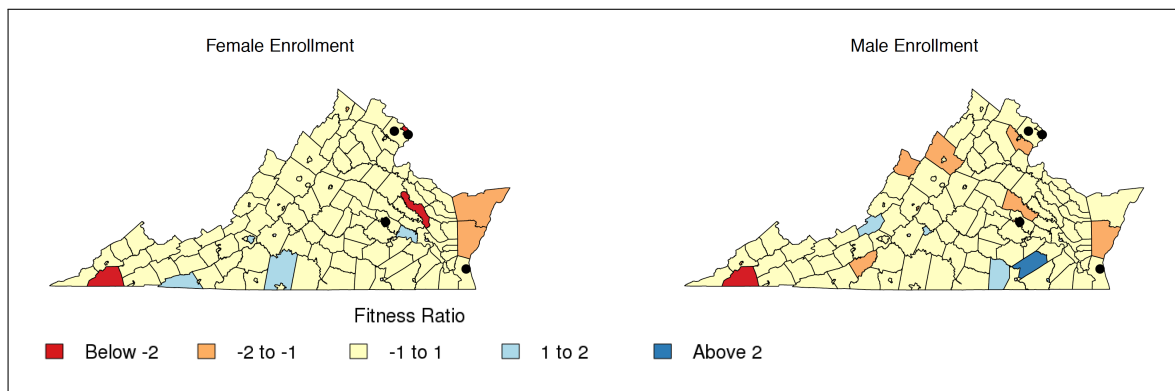 Female Enrollment
Male Enrollment
Fitness Ratio
Below -2
-2 to -1
-1 to 1
1 to 2
Above 2